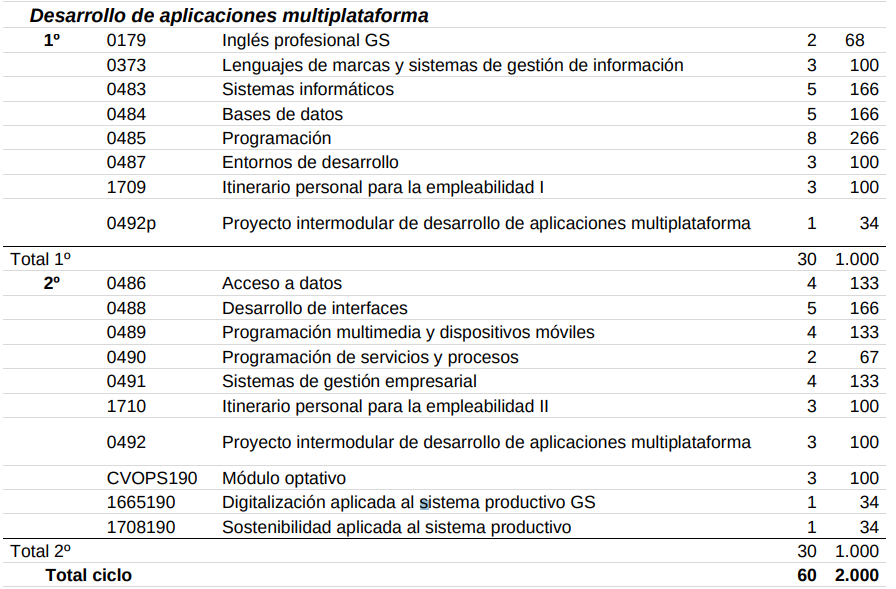 Desarrollo de aplicaciones multiplataforma
1º 0179 Inglés profesional GS 2 68
0373 Lenguajes de marcas y sistemas de gestión de información 3 100
0483 Sistemas informáticos 5 166
0484 Bases de datos 5 166
0485 Programación 8 266
0487 Entornos de desarrollo 3 100
1709 Itinerario personal para la empleabilidad I 3 100
0492p Proyecto intermodular de desarrollo de aplicaciones multiplataforma 1 34
Total 1º 30 1.000
2º 0486 Acceso a datos 4 133
0488 Desarrollo de interfaces 5 166
0489 Programación multimedia y dispositivos móviles 4 133
0490 Programación de servicios y procesos 2 67
0491 Sistemas de gestión empresarial 4 133
1710 Itinerario personal para la empleabilidad II 3 100
0492 Proyecto intermodular de desarrollo de aplicaciones multiplataforma 3 100
CVOPS190 Módulo optativo 3 100
1665190 Digitalización aplicada al sistema productivo GS 1 34
1708190 Sostenibilidad aplicada al sistema productivo 1 34
Total 2º 30 1.000
Total ciclo 60 2.000